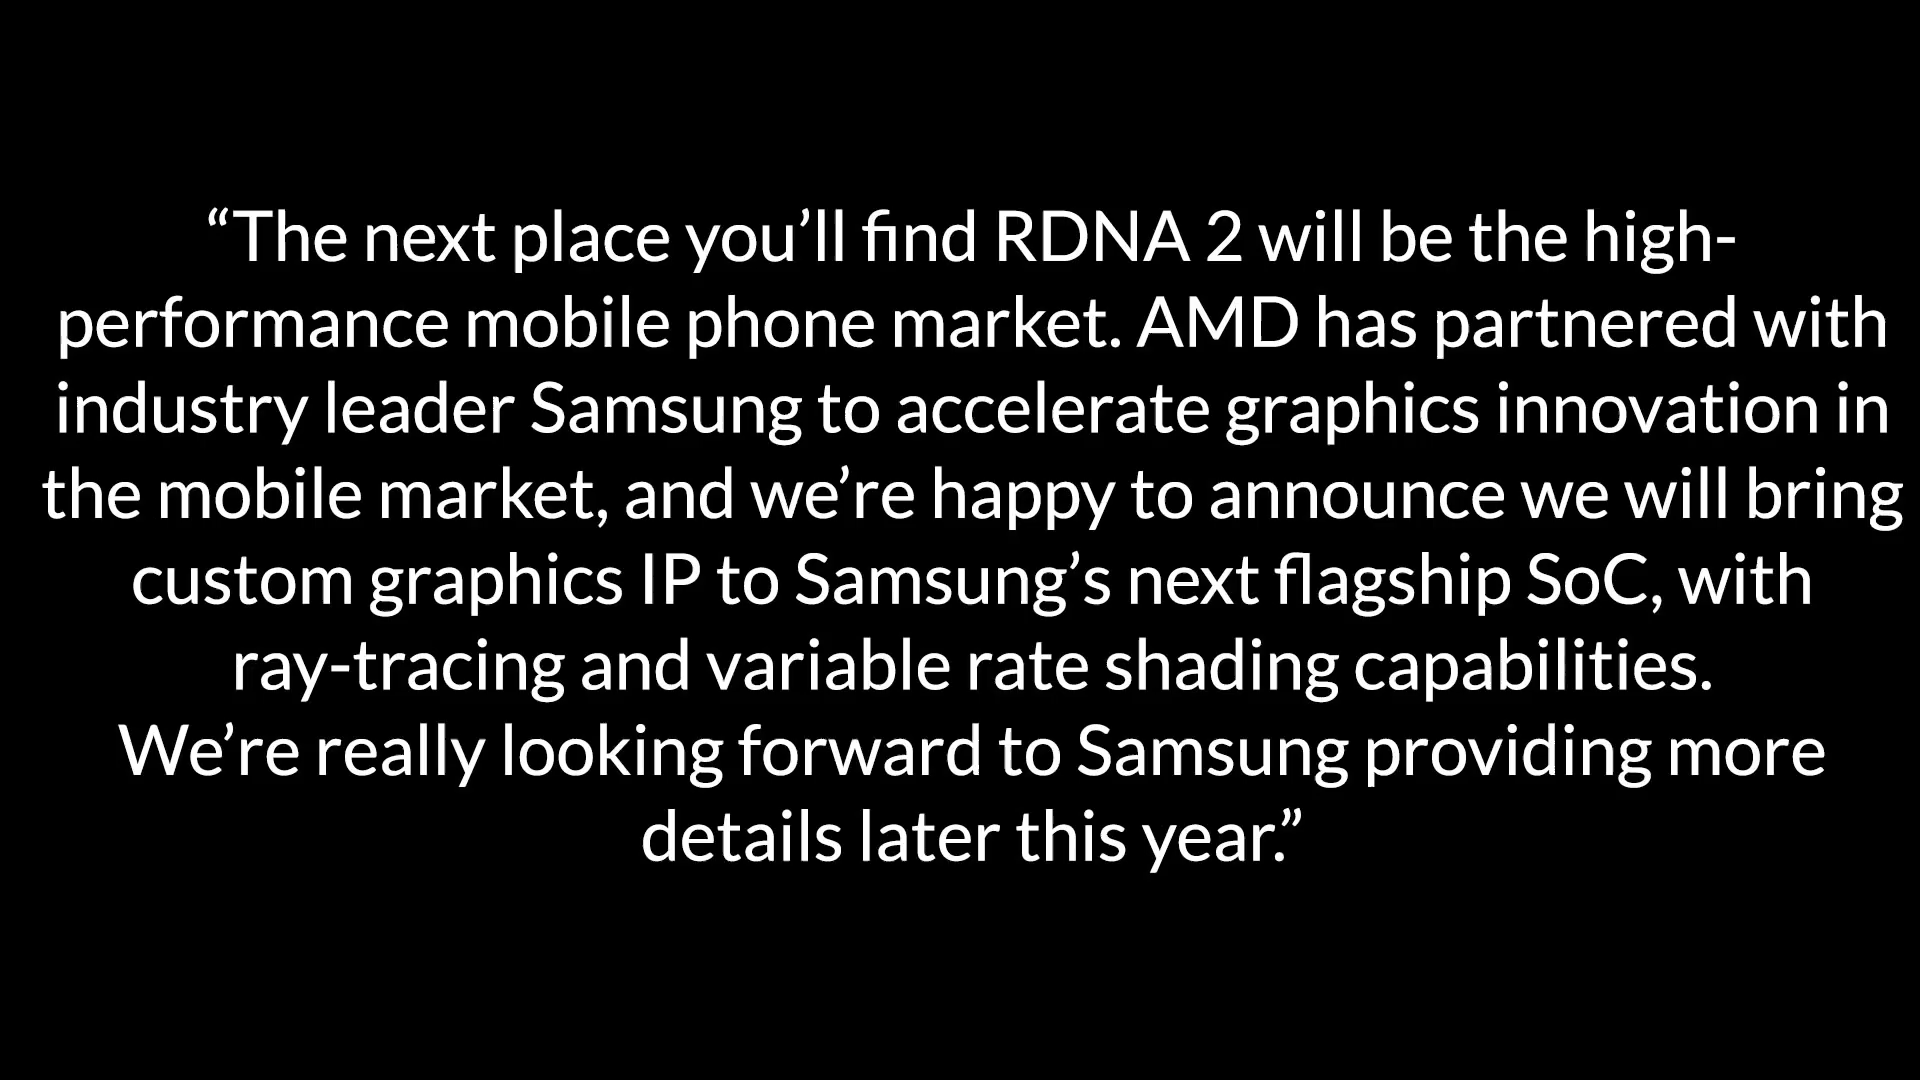 “The next place you’ll find RDNA 2 will be the high-
performance mobile phone market. AMD has partnered with
industry leader Samsung to accelerate graphics innovation in
the mobile market, and we’re happy to announce we will bring
custom graphics IP to Samsung’s next flagship SoC, with
ray-tracing and variable rate shading capabilities.
We’re really looking forward to Samsung providing more
details later this year.”